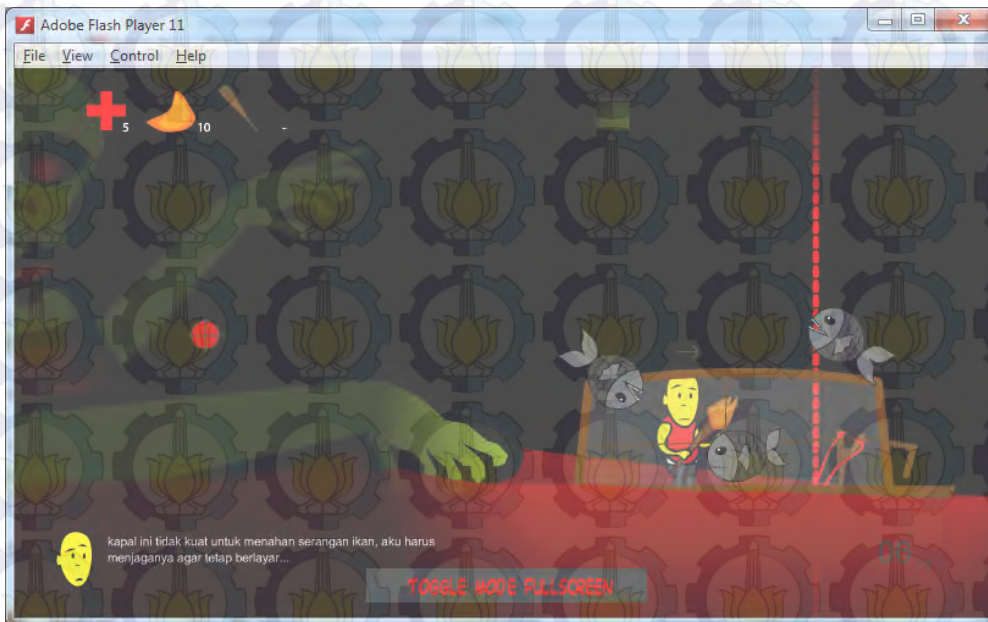 Adobe Flash Player 11
File View Control Help
5 10 -
kapal ini tidak kuat untuk menahan serangan ikan, aku harus
menjaganya agar tetap berlayar...
TOGGLE MODE FULLSCREEN